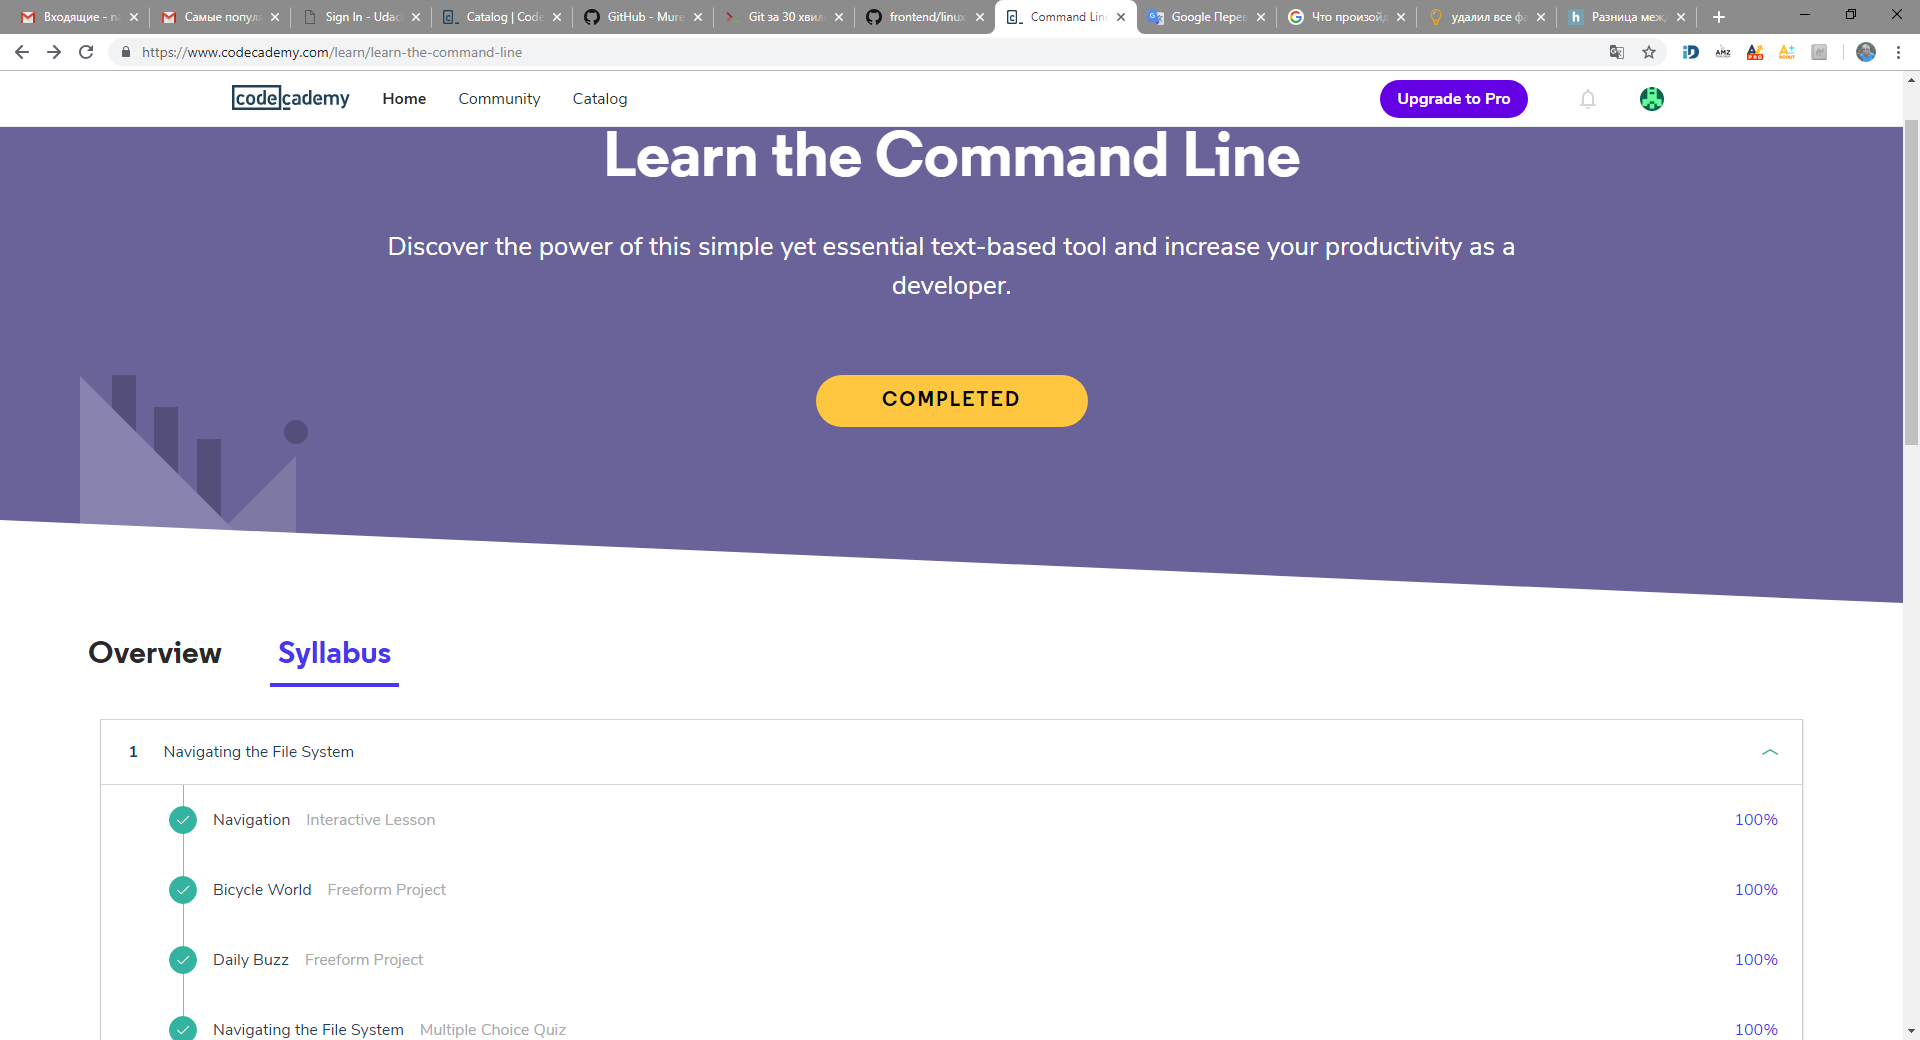 Входящие - n
Самые попул
Sign In - Udac
Catalog | Code
GitHub - Mure
Git за 30 хвил
frontend/linux
Command Lin
Google Перев
Что произойд
удалил все фа
Разница меж
https://www.codecademy.com/learn/learn-the-command-line
codecademy
Home
Community
Catalog
Upgrade to Pro
Learn the Command Line
Discover the power of this simple yet essential text-based tool and increase your productivity as a
developer.
COMPLETED
Overview
Syllabus
1 Navigating the File System
Navigation Interactive Lesson 100%
Bicycle World Freeform Project 100%
Daily Buzz Freeform Project 100%
Navigating the File System Multiple Choice Quiz 100%